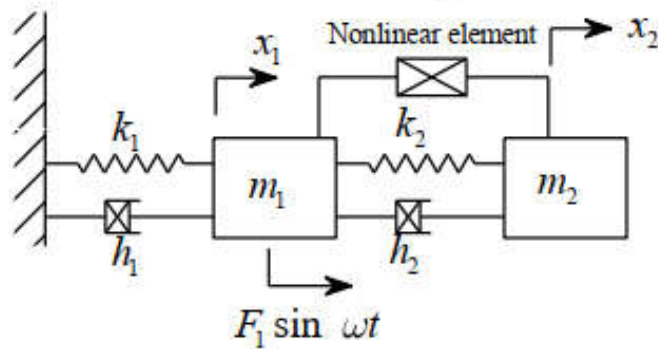 Nonlinear element
x₁
x₂
k₁
k₂
m₁
m₂
h₁
h₂
F₁ sin ωt